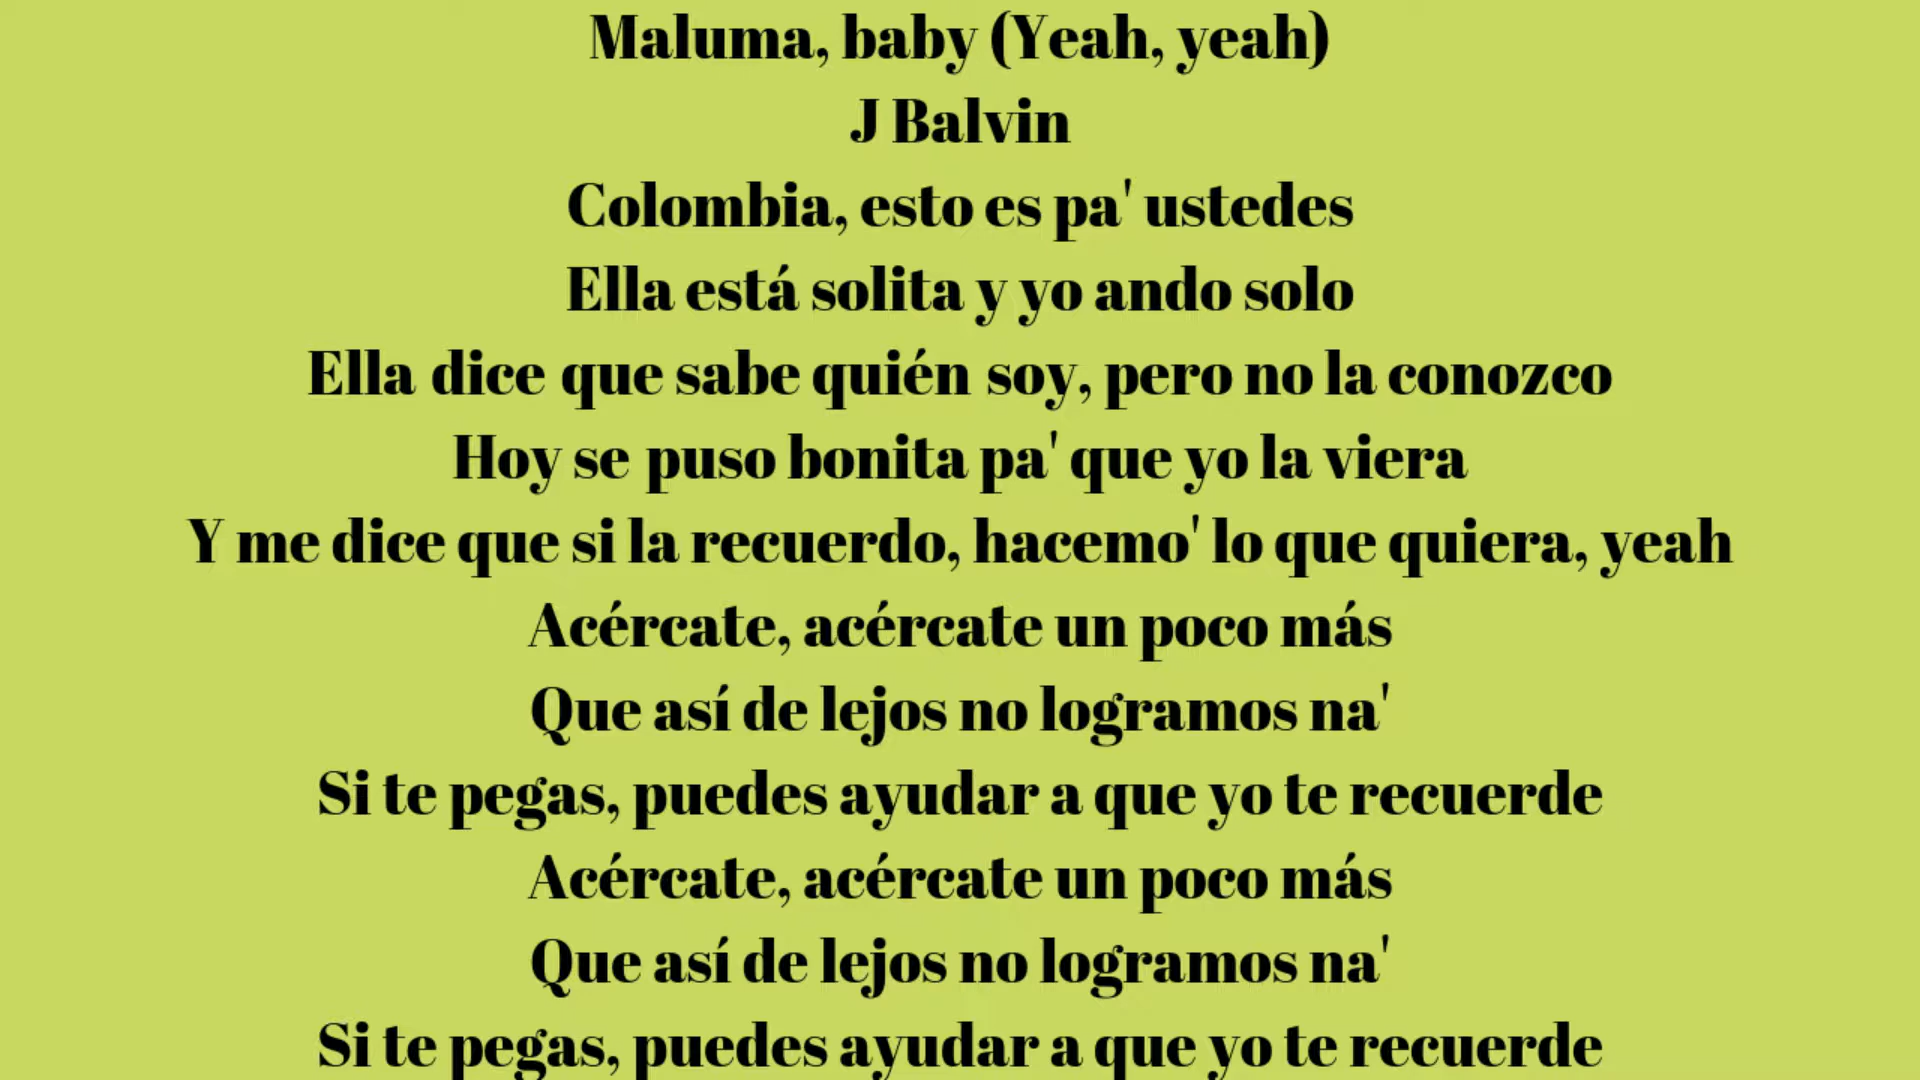 Maluma, baby (Yeah, yeah)
J Balvin
Colombia, esto es pa' ustedes
Ella está solita y yo ando solo
Ella dice que sabe quién soy, pero no la conozco
Hoy se puso bonita pa' que yo la viera
Y me dice que si la recuerdo, hacemo' lo que quiera, yeah
Acércate, acércate un poco más
Que así de lejos no logramos na'
Si te pegas, puedes ayudar a que yo te recuerde
Acércate, acércate un poco más
Que así de lejos no logramos na'
Si te pegas, puedes ayudar a que yo te recuerde